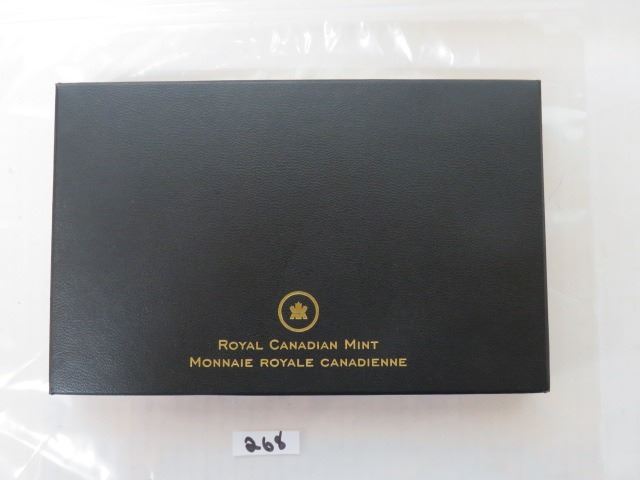 ROYAL CANADIAN MINT
MONNAIE ROYALE CANADIENNE
268